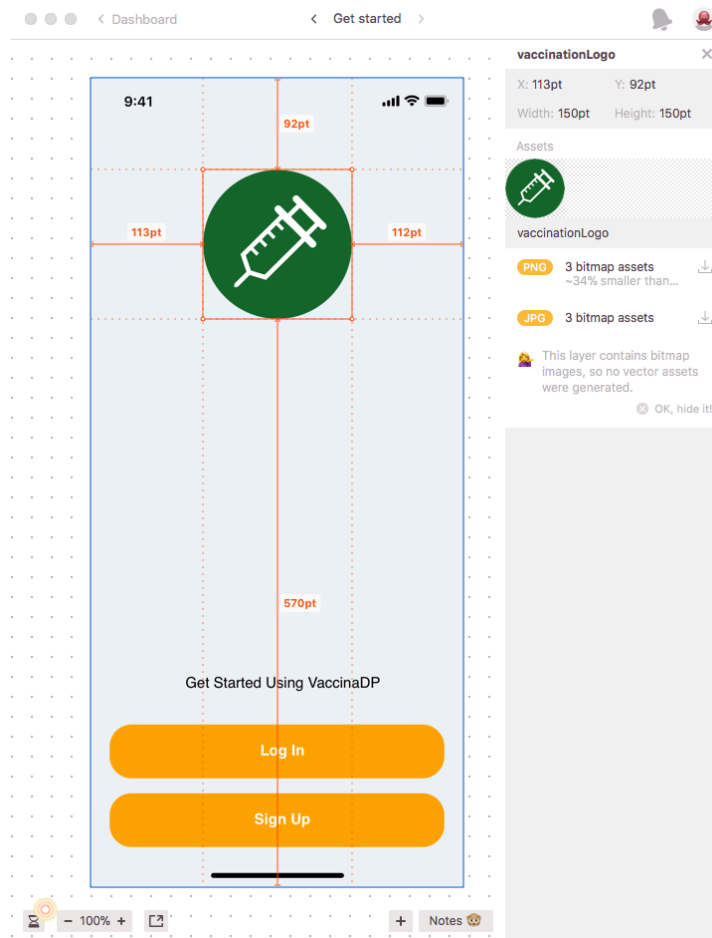 Dashboard
Get started
vaccinationLogo
X: 113pt Y: 92pt
Width: 150pt Height: 150pt
Assets
vaccinationLogo
PNG 3 bitmap assets
~34% smaller than...
JPG 3 bitmap assets
This layer contains bitmap
images, so no vector assets
were generated.
OK, hide it!
9:41
92pt
113pt
112pt
570pt
Get Started Using VaccinaDP
Log In
Sign Up
− 100% +
+
Notes